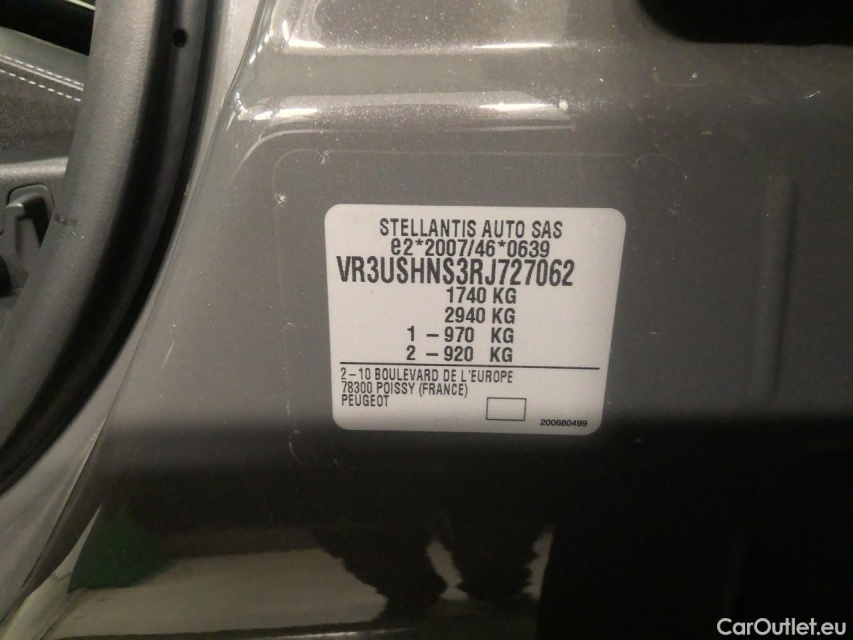 STELLANTIS AUTO SAS
e2*2007/46*0639
VR3USHNS3RJ727062
1740 KG
2940 KG
1 – 970 KG
2 – 920 KG
2 – 10 BOULEVARD DE L'EUROPE
78300 POISSY (FRANCE)
PEUGEOT
200680499
CarOutlet.eu